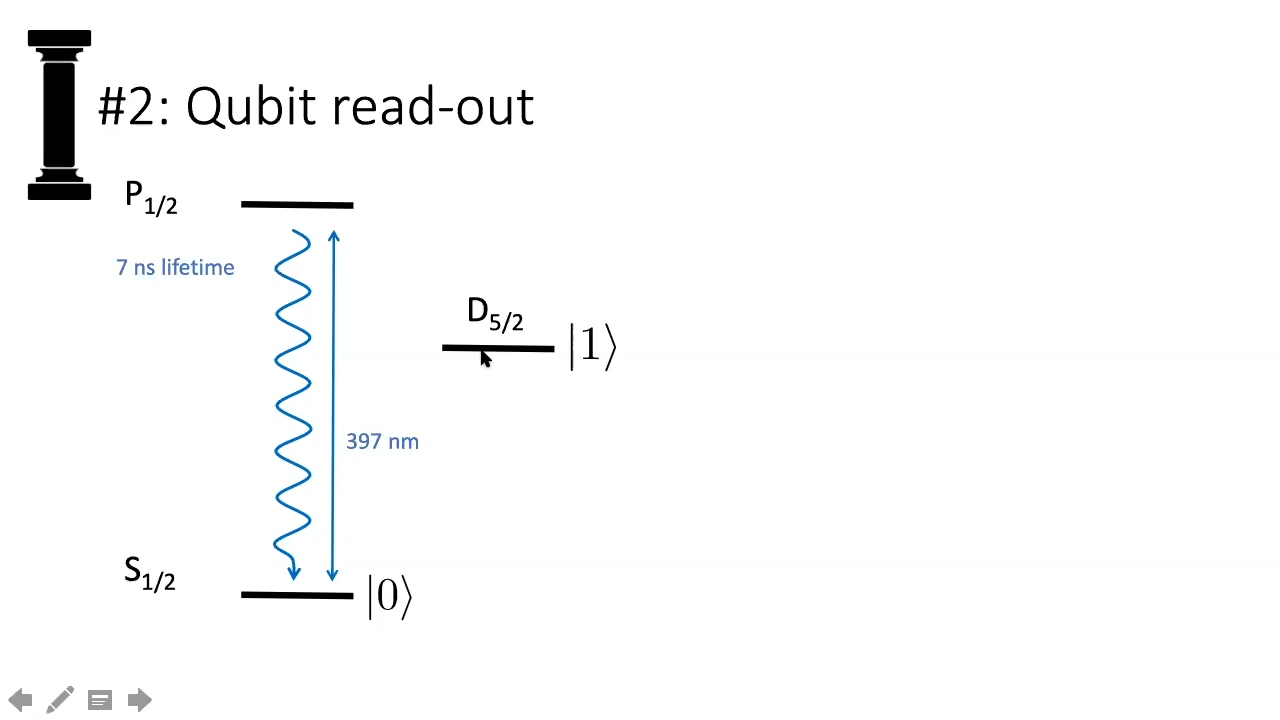 #2: Qubit read-out
P1/2
7 ns lifetime
D5/2
|1⟩
397 nm
S1/2
|0⟩